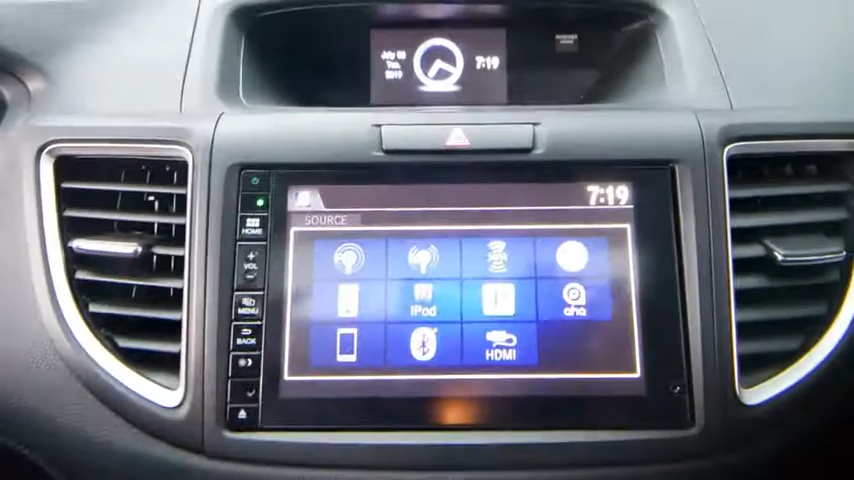 7:19
7:19
SOURCE
HOME
+
VOL
-
MENU
BACK
iPod
aha
HDMI